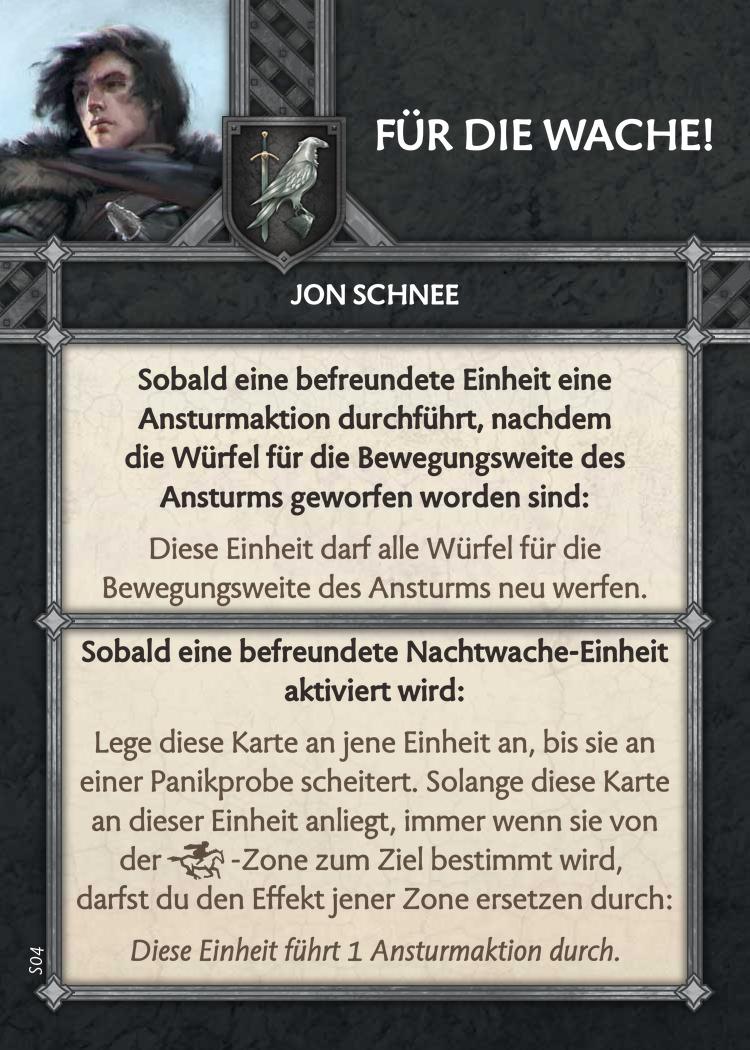 FÜR DIE WACHE!
JON SCHNEE
Sobald eine befreundete Einheit eine
Ansturmaktion durchführt, nachdem
die Würfel für die Bewegungsweite des
Ansturms geworfen worden sind:
Diese Einheit darf alle Würfel für die
Bewegungsweite des Ansturms neu werfen.
Sobald eine befreundete Nachtwache-Einheit
aktiviert wird:
Lege diese Karte an jene Einheit an, bis sie an
einer Panikprobe scheitert. Solange diese Karte
an dieser Einheit anliegt, immer wenn sie von
der -Zone zum Ziel bestimmt wird,
darfst du den Effekt jener Zone ersetzen durch:
Diese Einheit führt 1 Ansturmaktion durch.
S04